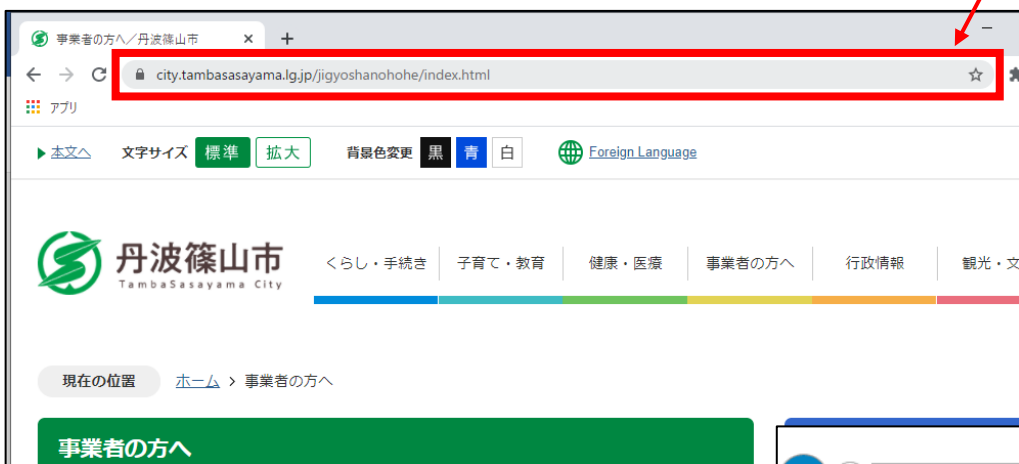 事業者の方へ／丹波篠山市
city.tambasasayama.lg.jp/jigyoshanohohe/index.html
アプリ
本文へ 文字サイズ 標準 拡大 背景色変更 黒 青 白 Foreign Language
丹波篠山市
TambaSasayama City
くらし・手続き 子育て・教育 健康・医療 事業者の方へ 行政情報 観光・文
現在の位置 ホーム > 事業者の方へ
事業者の方へ